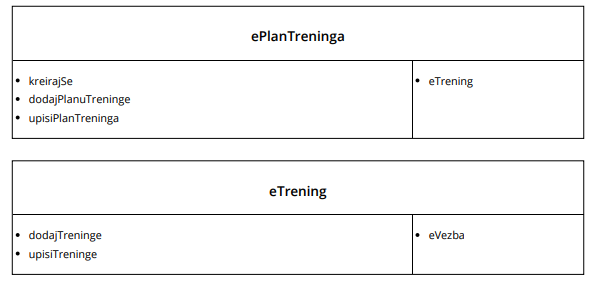 ePlanTreninga
• kreirajSe
• dodajPlanuTreninge
• upisiPlanTreninga
• eTrening
eTrening
• dodajTreninge
• upisiTreninge
• eVezba